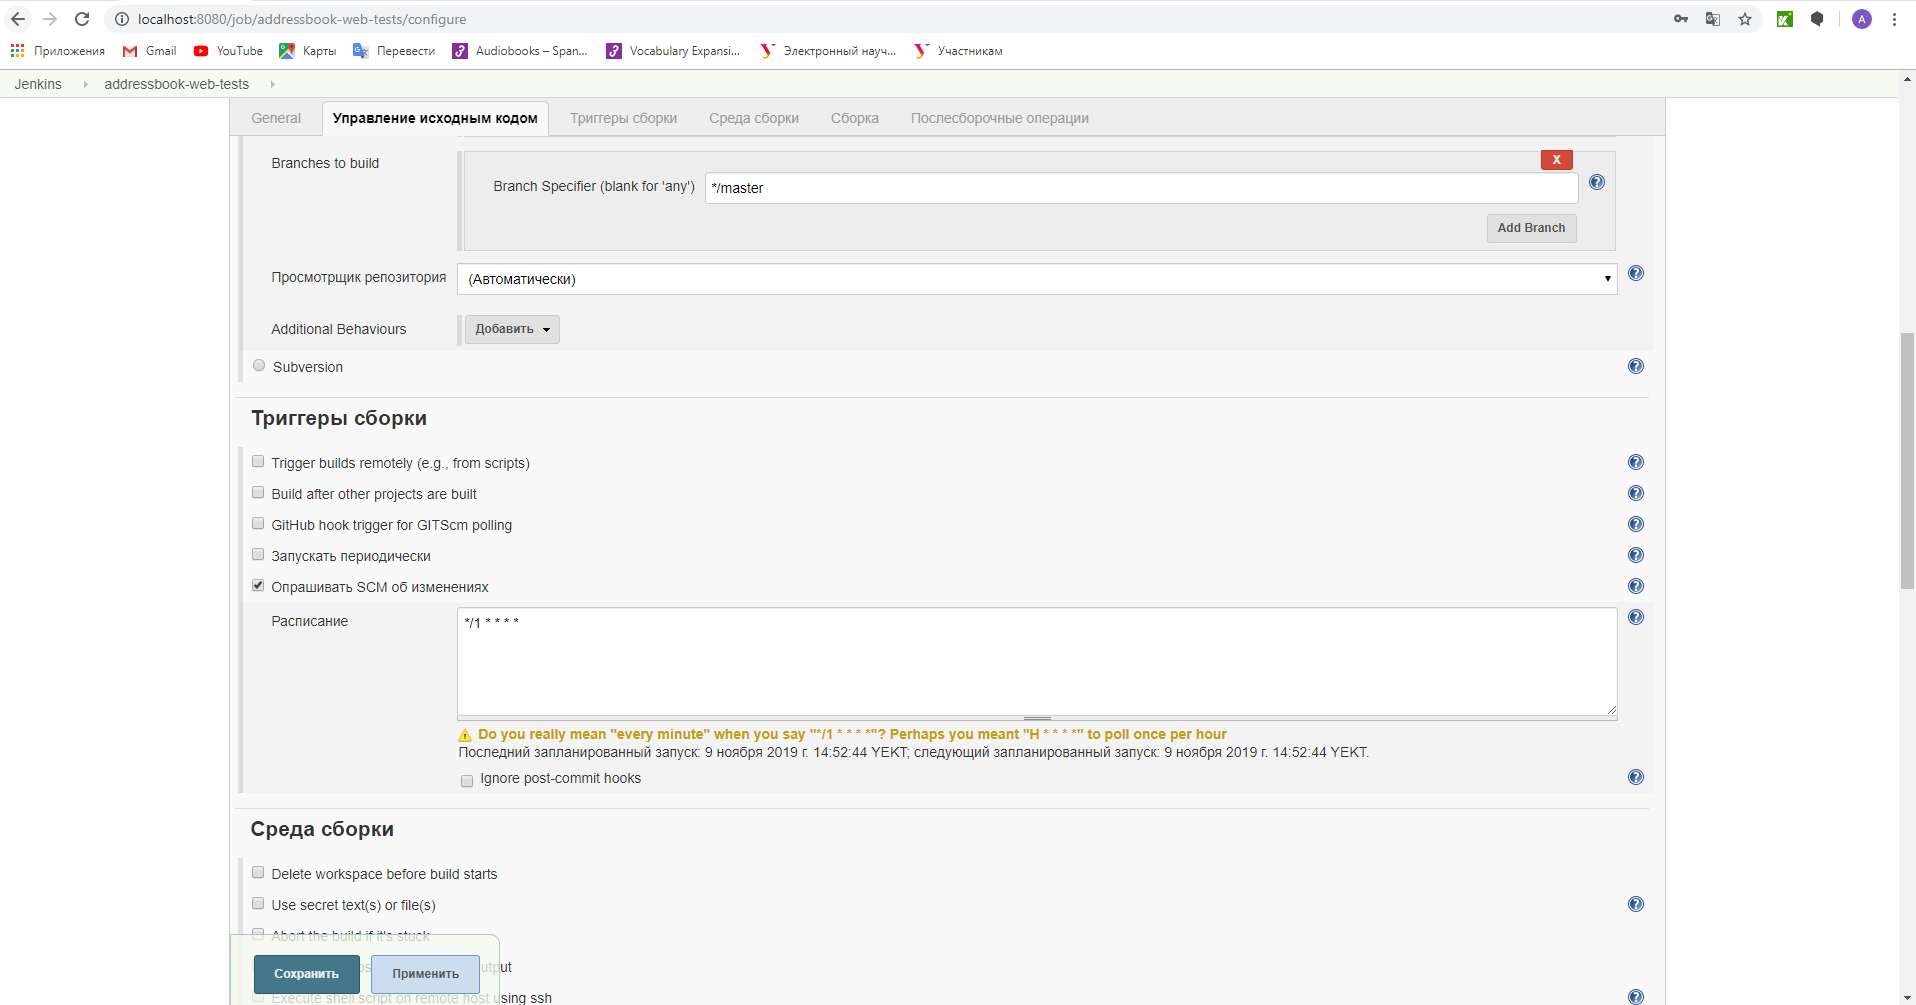 localhost:8080/job/addressbook-web-tests/configure
A
Приложения Gmail YouTube Карты Перевести Audiobooks – Span... Vocabulary Expansi... Электронный науч... Участникам
Jenkins addressbook-web-tests
General Управление исходным кодом Триггеры сборки Среда сборки Сборка Послесборочные операции
Branches to build
X
Branch Specifier (blank for 'any') */master
Add Branch
Просмотрщик репозитория (Автоматически)
Additional Behaviours Добавить
Subversion
Триггеры сборки
Trigger builds remotely (e.g., from scripts)
Build after other projects are built
GitHub hook trigger for GITScm polling
Запускать периодически
Опрашивать SCM об изменениях
Расписание */1 * * * *
Do you really mean "every minute" when you say "*/1 * * * *"? Perhaps you meant "H * * * *" to poll once per hour
Последний запланированный запуск: 9 ноября 2019 г. 14:52:44 YEKT; следующий запланированный запуск: 9 ноября 2019 г. 14:52:44 YEKT.
Ignore post-commit hooks
Среда сборки
Delete workspace before build starts
Use secret text(s) or file(s)
Abort the build if it's stuck
Сохранить Применить
Execute shell script on remote host using ssh